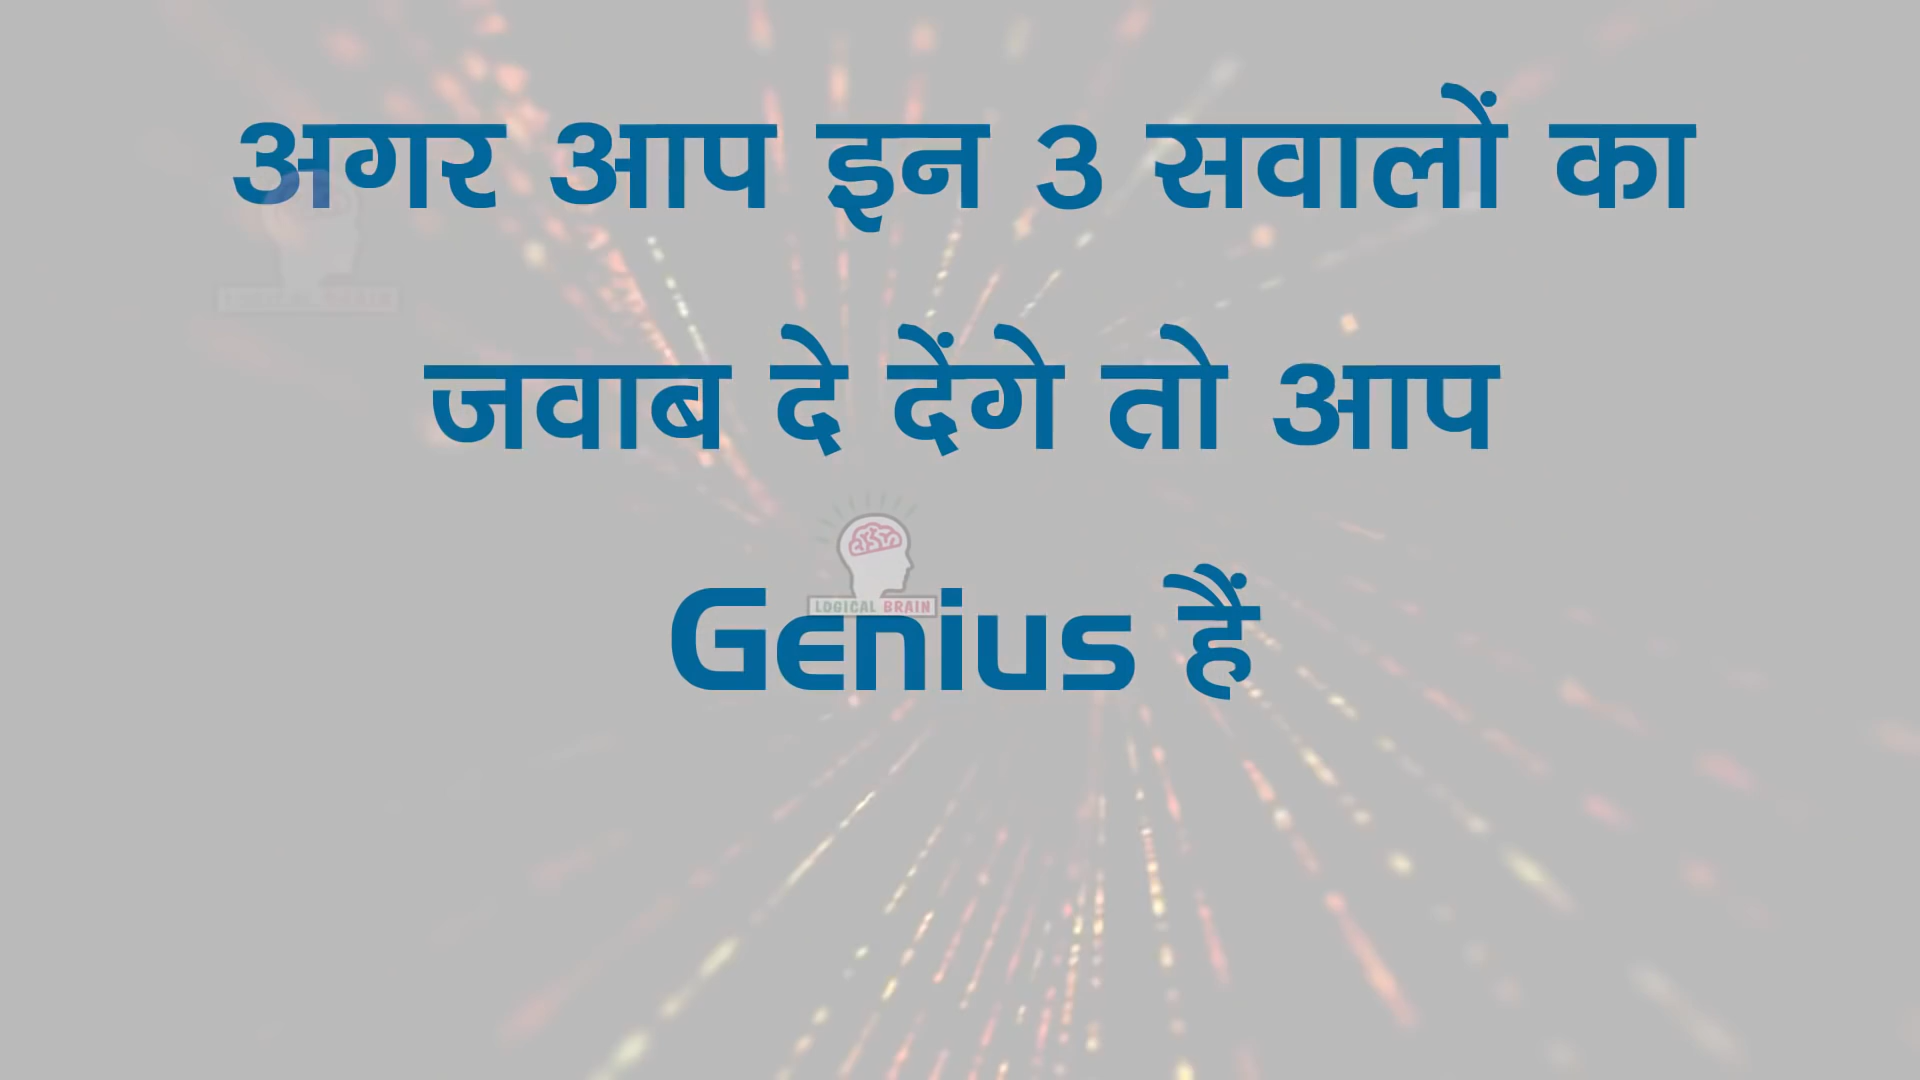 अगर आप इन 3 सवालों का
जवाब दे देंगे तो आप
LOGICAL BRAIN
Genius हैं